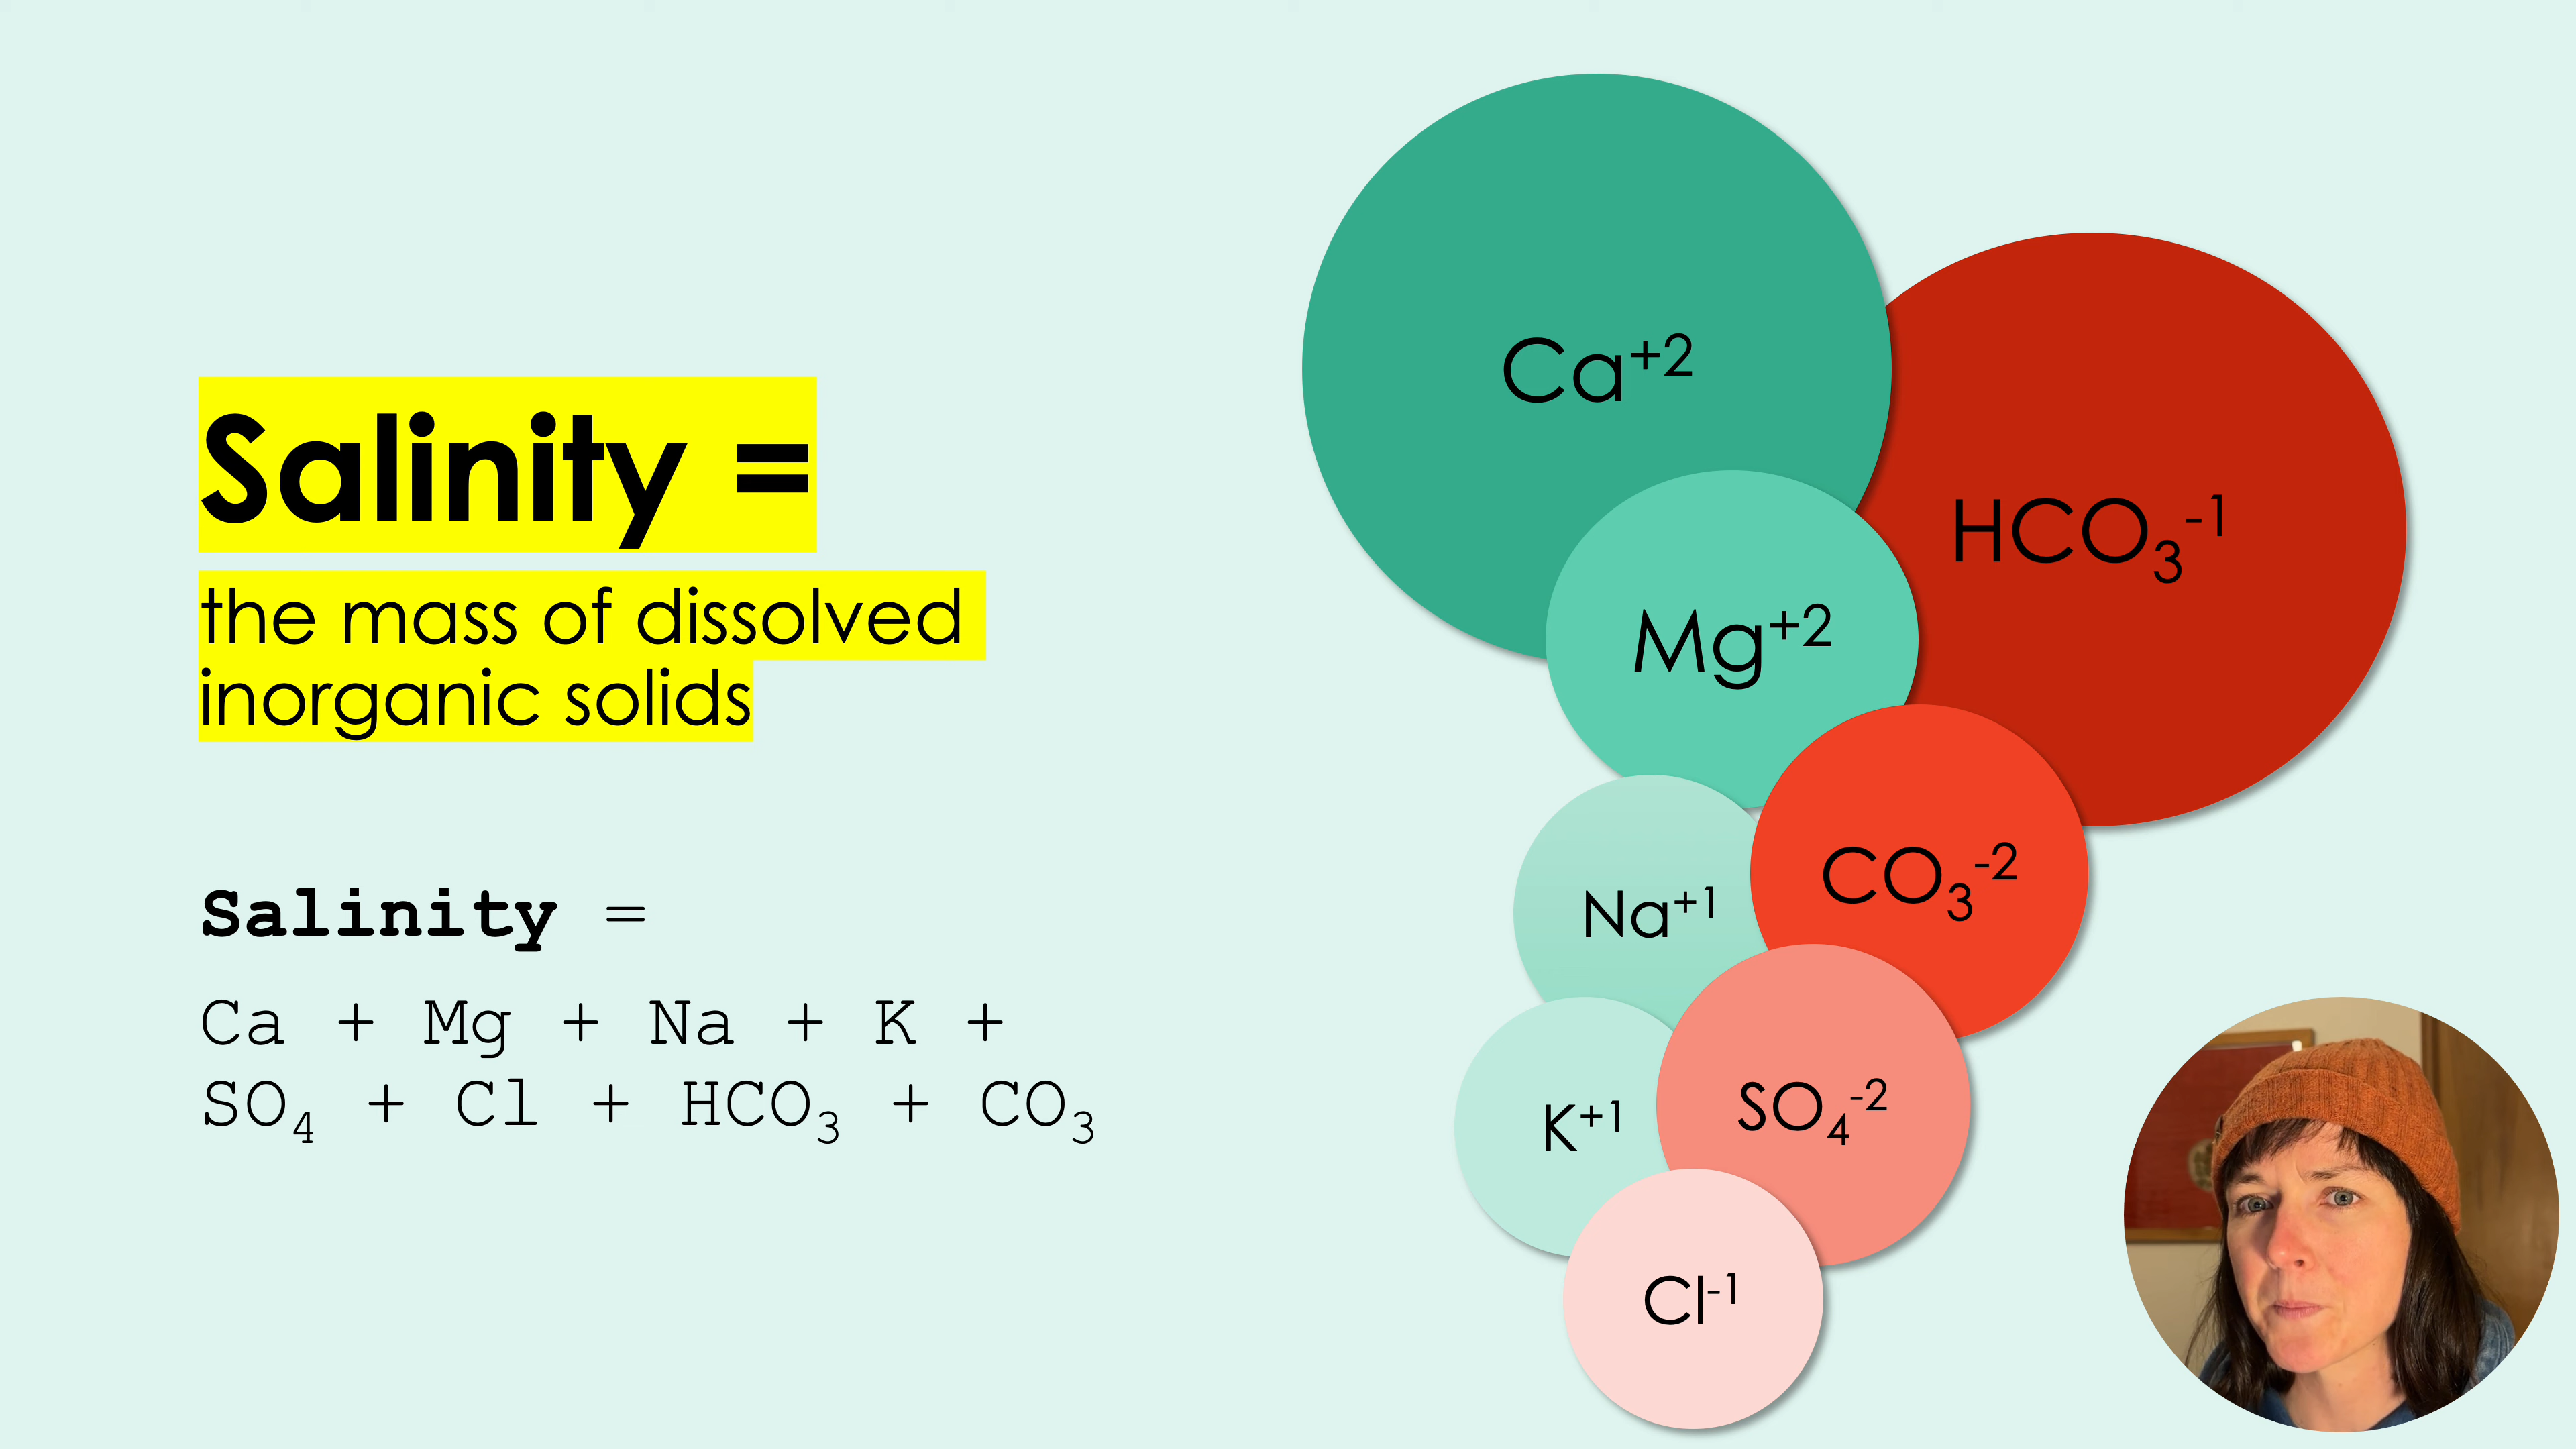 Salinity =
the mass of dissolved
inorganic solids
Salinity =
Ca + Mg + Na + K +
SO₄ + Cl + HCO₃ + CO₃
Ca⁺²
HCO₃⁻¹
Mg⁺²
CO₃⁻²
Na⁺¹
SO₄⁻²
K⁺¹
Cl⁻¹